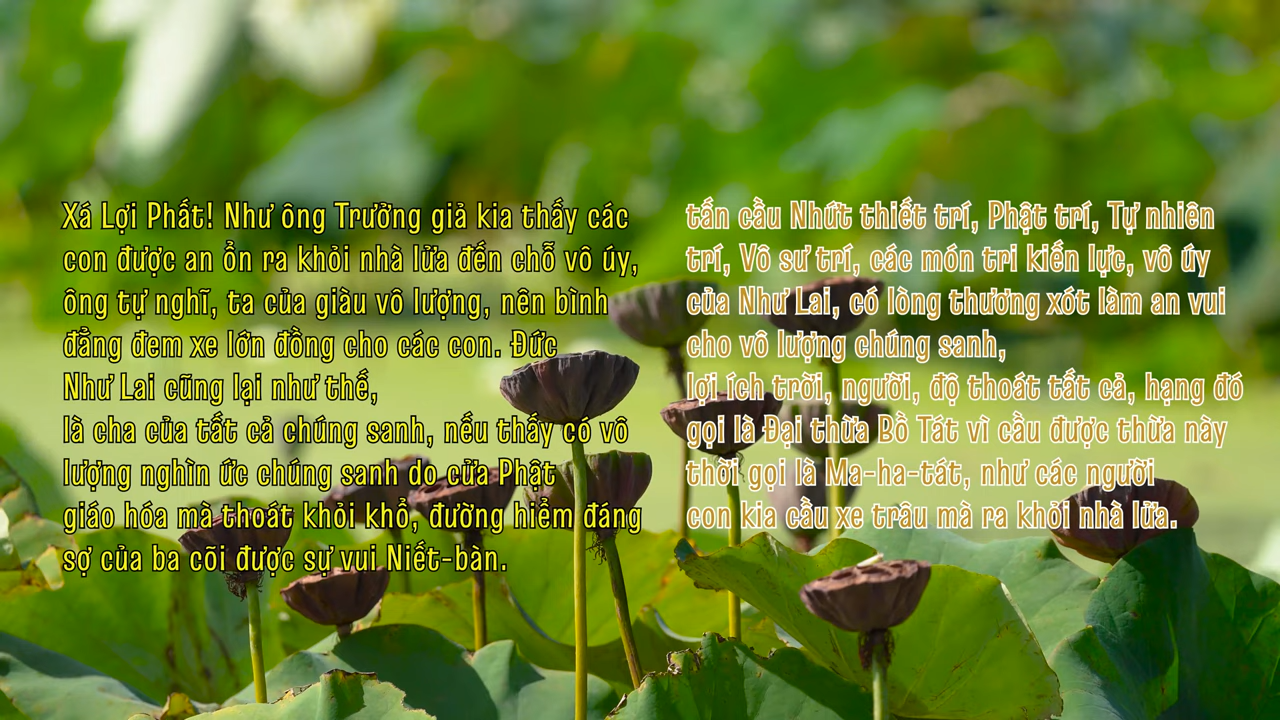 Xá Lợi Phất! Như ông Trưởng giả kia thấy các
con được an ổn ra khỏi nhà lửa đến chỗ vô úy,
ông tự nghĩ, ta của giàu vô lượng, nên bình
đẳng đem xe lớn đồng cho các con. Đức
Như Lai cũng lại như thế,
là cha của tất cả chúng sanh, nếu thấy có vô
lượng nghìn ức chúng sanh do cửa Phật
giáo hóa mà thoát khỏi khổ, đường hiểm đáng
sợ của ba cõi được sự vui Niết-bàn.
tấn cầu Nhứt thiết trí, Phật trí, Tự nhiên
trí, Vô sư trí, các món tri kiến lực, vô úy
của Như Lai, có lòng thương xót làm an vui
cho vô lượng chúng sanh,
lợi ích trời, người, độ thoát tất cả, hạng đó
gọi là Đại thừa Bồ Tát vì cầu được thừa này
thời gọi là Ma-ha-tát, như các người
con kia cầu xe trâu mà ra khỏi nhà lửa.